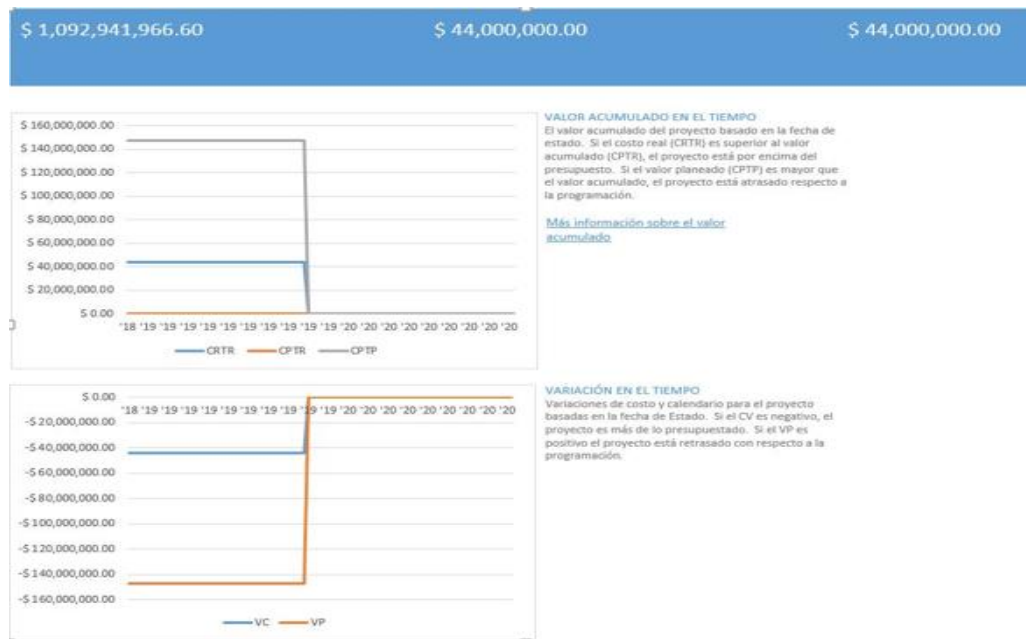 $ 1,092,941,966.60 $ 44,000,000.00 $ 44,000,000.00
$ 160,000,000.00
$ 140,000,000.00
$ 120,000,000.00
$ 100,000,000.00
$ 80,000,000.00
$ 60,000,000.00
$ 40,000,000.00
$ 20,000,000.00
$ 0.00
'18 '19 '19 '19 '19 '19 '19 '19 '19 '19 '19 '20 '20 '20 '20 '20 '20 '20 '20 '20
CRTR CPTR CPTP
VALOR ACUMULADO EN EL TIEMPO
El valor acumulado del proyecto basado en la fecha de
estado. Si el costo real (CRTR) es superior al valor
acumulado (CPTR), el proyecto está por encima del
presupuesto. Si el valor planeado (CPTP) es mayor que
el valor acumulado, el proyecto está atrasado respecto a
la programación.
Más información sobre el valor
acumulado
$ 0.00
'18 '19 '19 '19 '19 '19 '19 '19 '19 '19 '19 '20 '20 '20 '20 '20 '20 '20 '20 '20
-$ 20,000,000.00
-$ 40,000,000.00
-$ 60,000,000.00
-$ 80,000,000.00
-$ 100,000,000.00
-$ 120,000,000.00
-$ 140,000,000.00
-$ 160,000,000.00
VC VP
VARIACIÓN EN EL TIEMPO
Variaciones de costo y calendario para el proyecto
basadas en la fecha de Estado. Si el CV es negativo, el
proyecto es más de lo presupuestado. Si el VP es
positivo el proyecto está retrasado con respecto a la
programación.